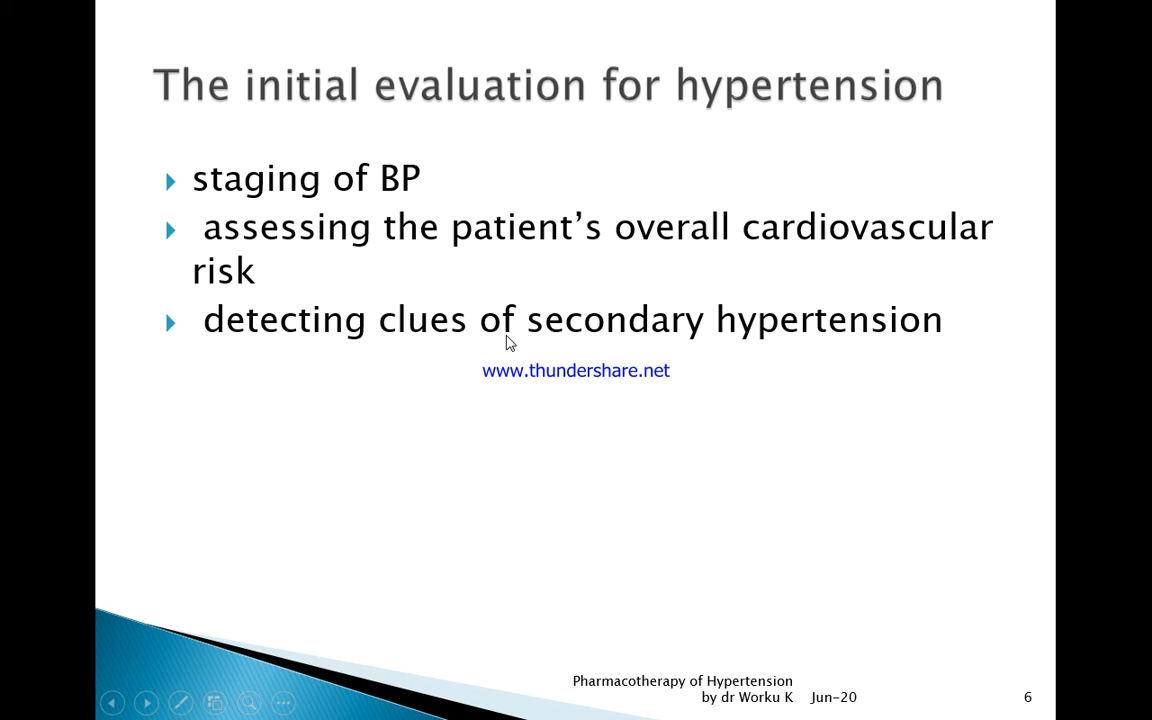 The initial evaluation for hypertension
staging of BP
assessing the patient’s overall cardiovascular
risk
detecting clues of secondary hypertension
www.thundershare.net
Pharmacotherapy of Hypertension
by dr Worku K Jun-20 6